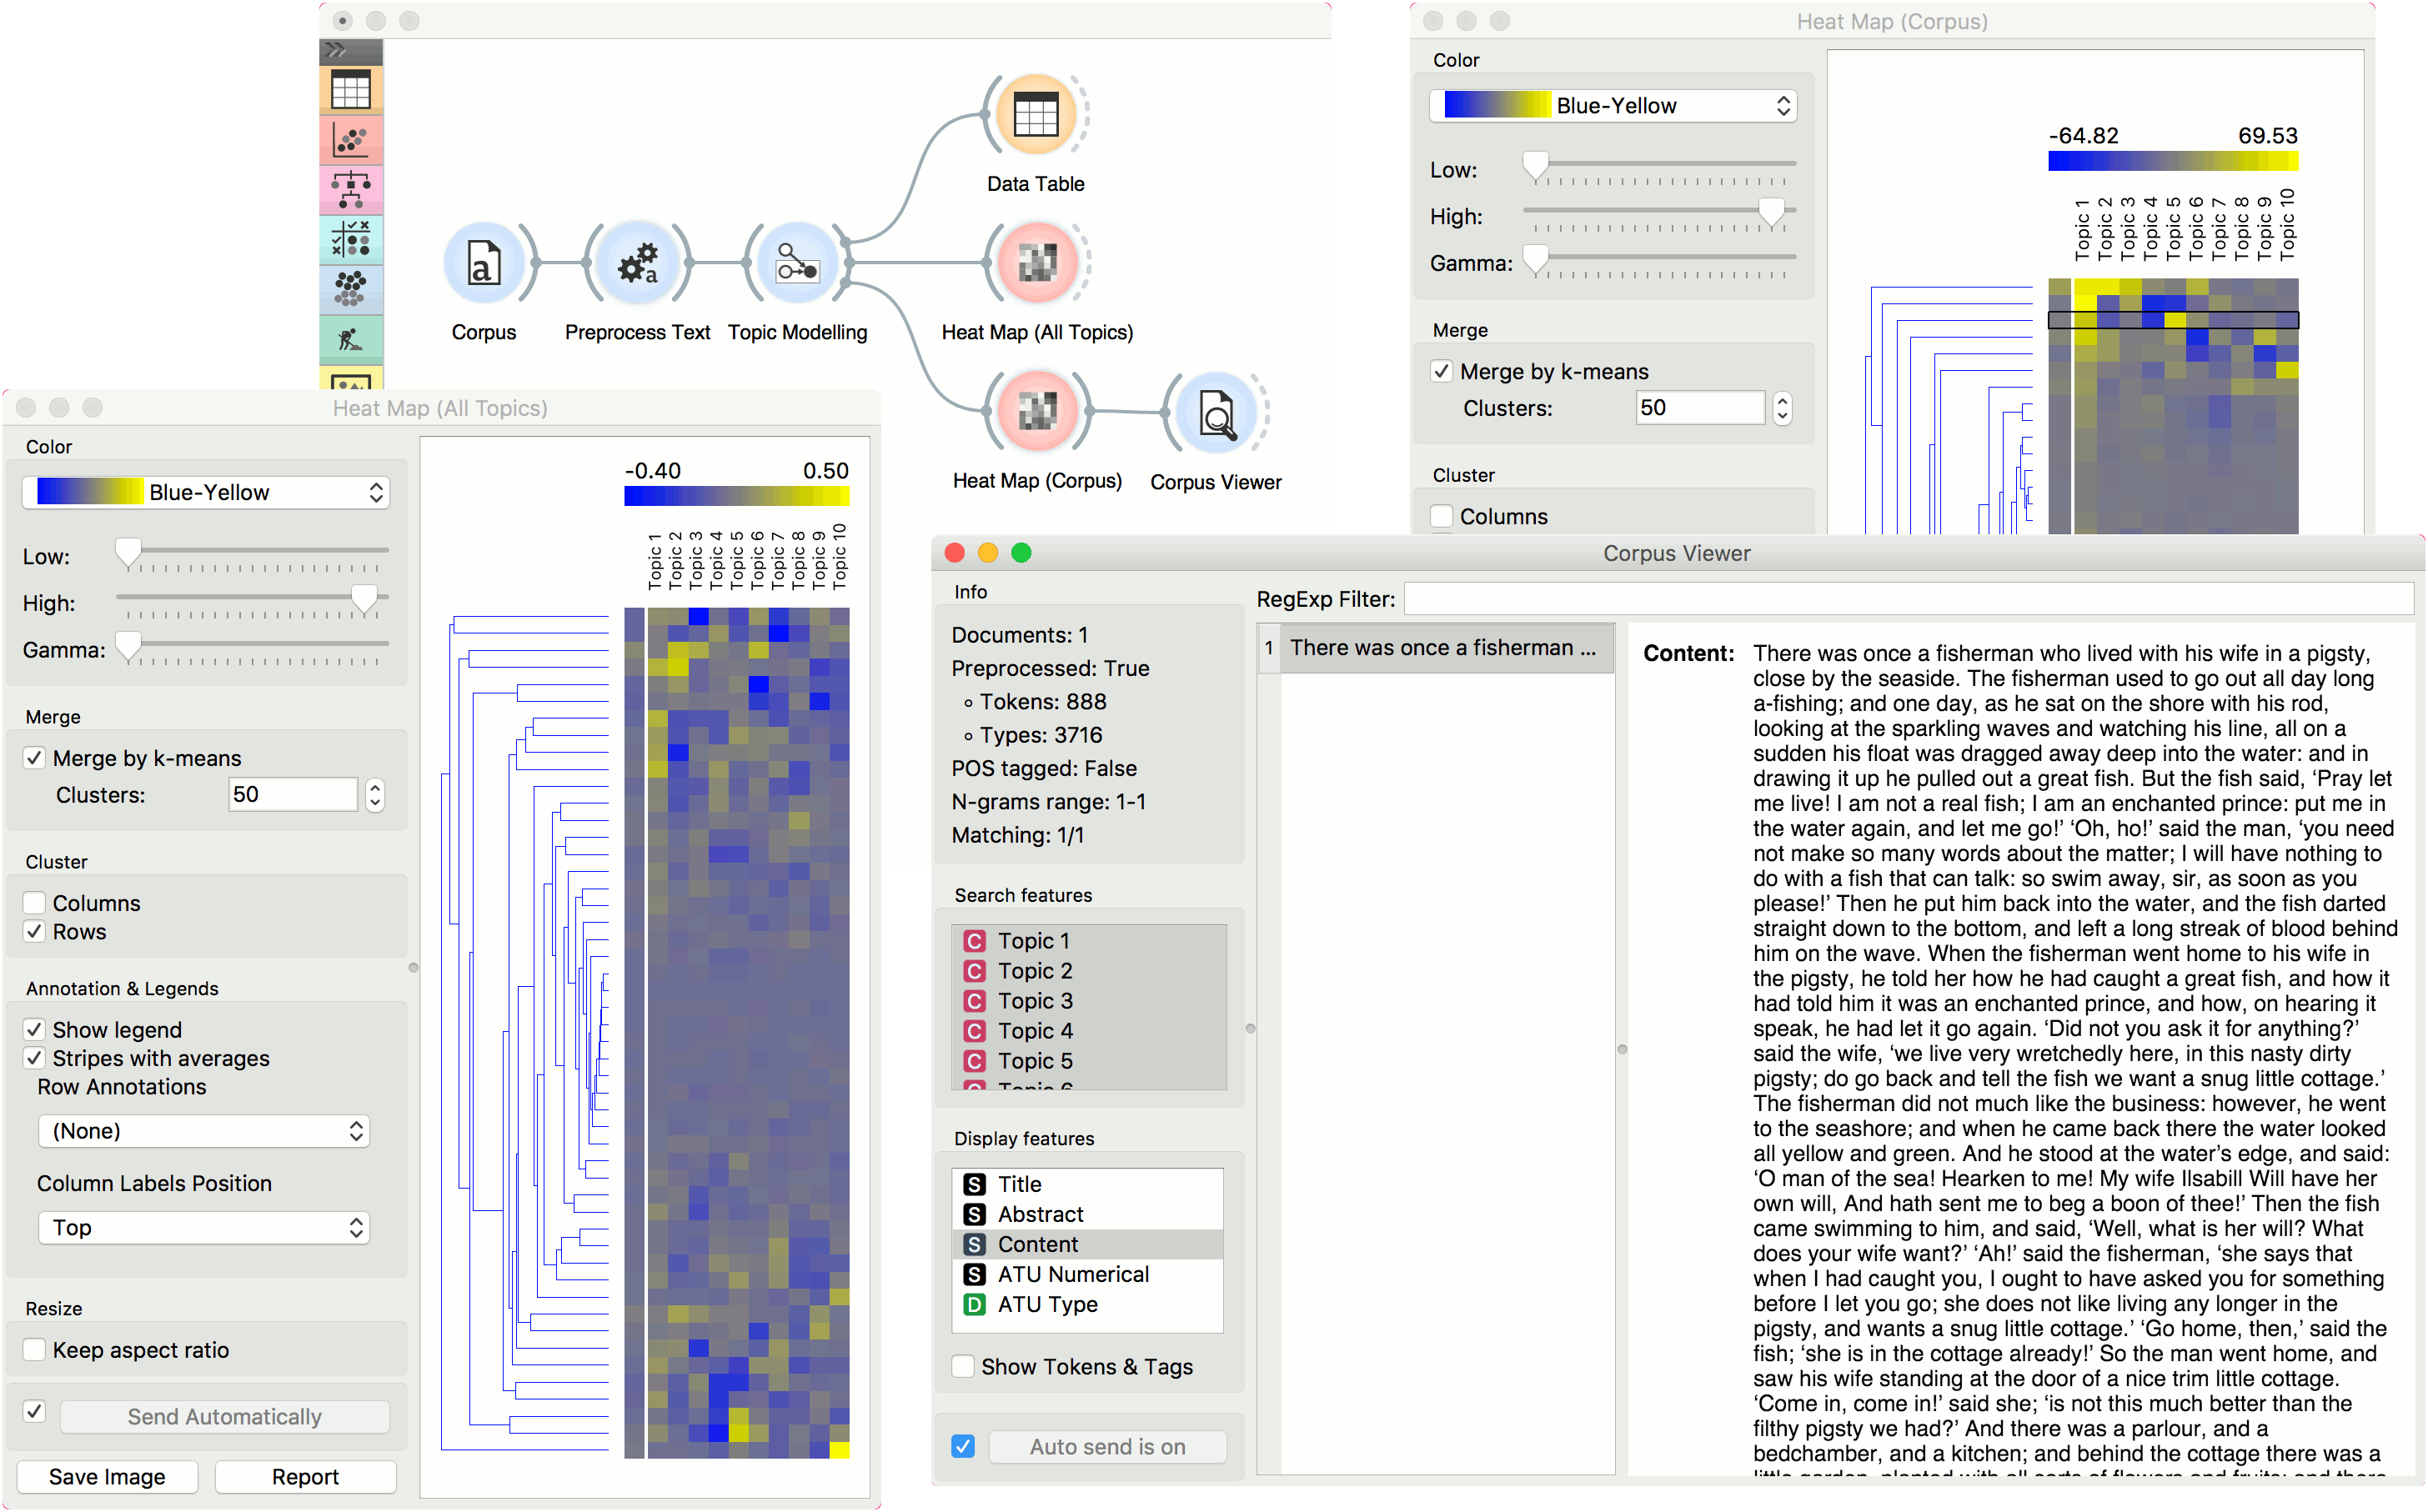 Data Table
Corpus
Preprocess Text
Topic Modelling
Heat Map (All Topics)
Heat Map (Corpus)
Corpus Viewer
Heat Map (Corpus)
Color
Blue-Yellow
Low:
High:
Gamma:
Merge
Merge by k-means
Clusters: 50
Cluster
Columns
-64.82 69.53
Topic 1
Topic 2
Topic 3
Topic 4
Topic 5
Topic 6
Topic 7
Topic 8
Topic 9
Topic 10
Heat Map (All Topics)
Color
Blue-Yellow
Low:
High:
Gamma:
Merge
Merge by k-means
Clusters: 50
Cluster
Columns
Rows
Annotation & Legends
Show legend
Stripes with averages
Row Annotations
(None)
Column Labels Position
Top
Resize
Keep aspect ratio
Send Automatically
Save Image Report
-0.40 0.50
Topic 1
Topic 2
Topic 3
Topic 4
Topic 5
Topic 6
Topic 7
Topic 8
Topic 9
Topic 10
Corpus Viewer
Info
Documents: 1
Preprocessed: True
Tokens: 888
Types: 3716
POS tagged: False
N-grams range: 1-1
Matching: 1/1
Search features
C Topic 1
C Topic 2
C Topic 3
C Topic 4
C Topic 5
C Topic 6
Display features
S Title
S Abstract
S Content
S ATU Numerical
D ATU Type
Show Tokens & Tags
Auto send is on
RegExp Filter:
1 There was once a fisherman ...
Content: There was once a fisherman who lived with his wife in a pigsty,
close by the seaside. The fisherman used to go out all day long
a-fishing; and one day, as he sat on the shore with his rod,
looking at the sparkling waves and watching his line, all on a
sudden his float was dragged away deep into the water: and in
drawing it up he pulled out a great fish. But the fish said, ‘Pray let
me live! I am not a real fish; I am an enchanted prince: put me in
the water again, and let me go!’ ‘Oh, ho!’ said the man, ‘you need
not make so many words about the matter; I will have nothing to
do with a fish that can talk: so swim away, sir, as soon as you
please!’ Then he put him back into the water, and the fish darted
straight down to the bottom, and left a long streak of blood behind
him on the wave. When the fisherman went home to his wife in
the pigsty, he told her how he had caught a great fish, and how it
had told him it was an enchanted prince, and how, on hearing it
speak, he had let it go again. ‘Did not you ask it for anything?’
said the wife, ‘we live very wretchedly here, in this nasty dirty
pigsty; do go back and tell the fish we want a snug little cottage.’
The fisherman did not much like the business: however, he went
to the seashore; and when he came back there the water looked
all yellow and green. And he stood at the water’s edge, and said:
‘O man of the sea! Hearken to me! My wife Ilsabill Will have her
own will, And hath sent me to beg a boon of thee!’ Then the fish
came swimming to him, and said, ‘Well, what is her will? What
does your wife want?’ ‘Ah!’ said the fisherman, ‘she says that
when I had caught you, I ought to have asked you for something
before I let you go; she does not like living any longer in the
pigsty, and wants a snug little cottage.’ ‘Go home, then,’ said the
fish; ‘she is in the cottage already!’ So the man went home, and
saw his wife standing at the door of a nice trim little cottage.
‘Come in, come in!’ said she; ‘is not this much better than the
filthy pigsty we had?’ And there was a parlour, and a
bedchamber, and a kitchen; and behind the cottage there was a
little garden, planted with all sorts of flowers and fruits; and there